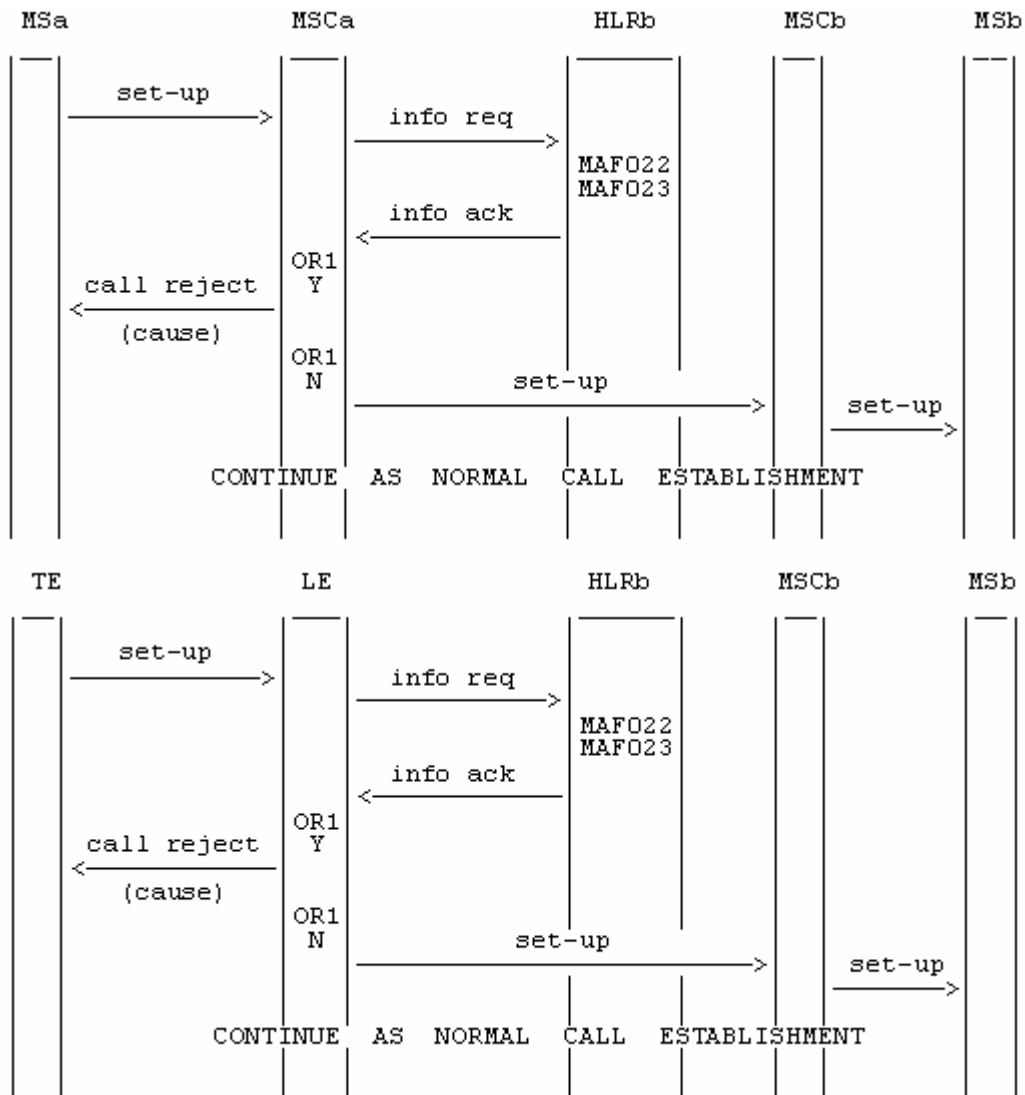 MSa MSCa HLRb MSCb MSb
set-up
info req
MAF022
MAF023
info ack
OR1
Y
call reject
(cause)
OR1
N
set-up
set-up
CONTINUE AS NORMAL CALL ESTABLISHMENT
TE LE HLRb MSCb MSb
set-up
info req
MAF022
MAF023
info ack
OR1
Y
call reject
(cause)
OR1
N
set-up
set-up
CONTINUE AS NORMAL CALL ESTABLISHMENT